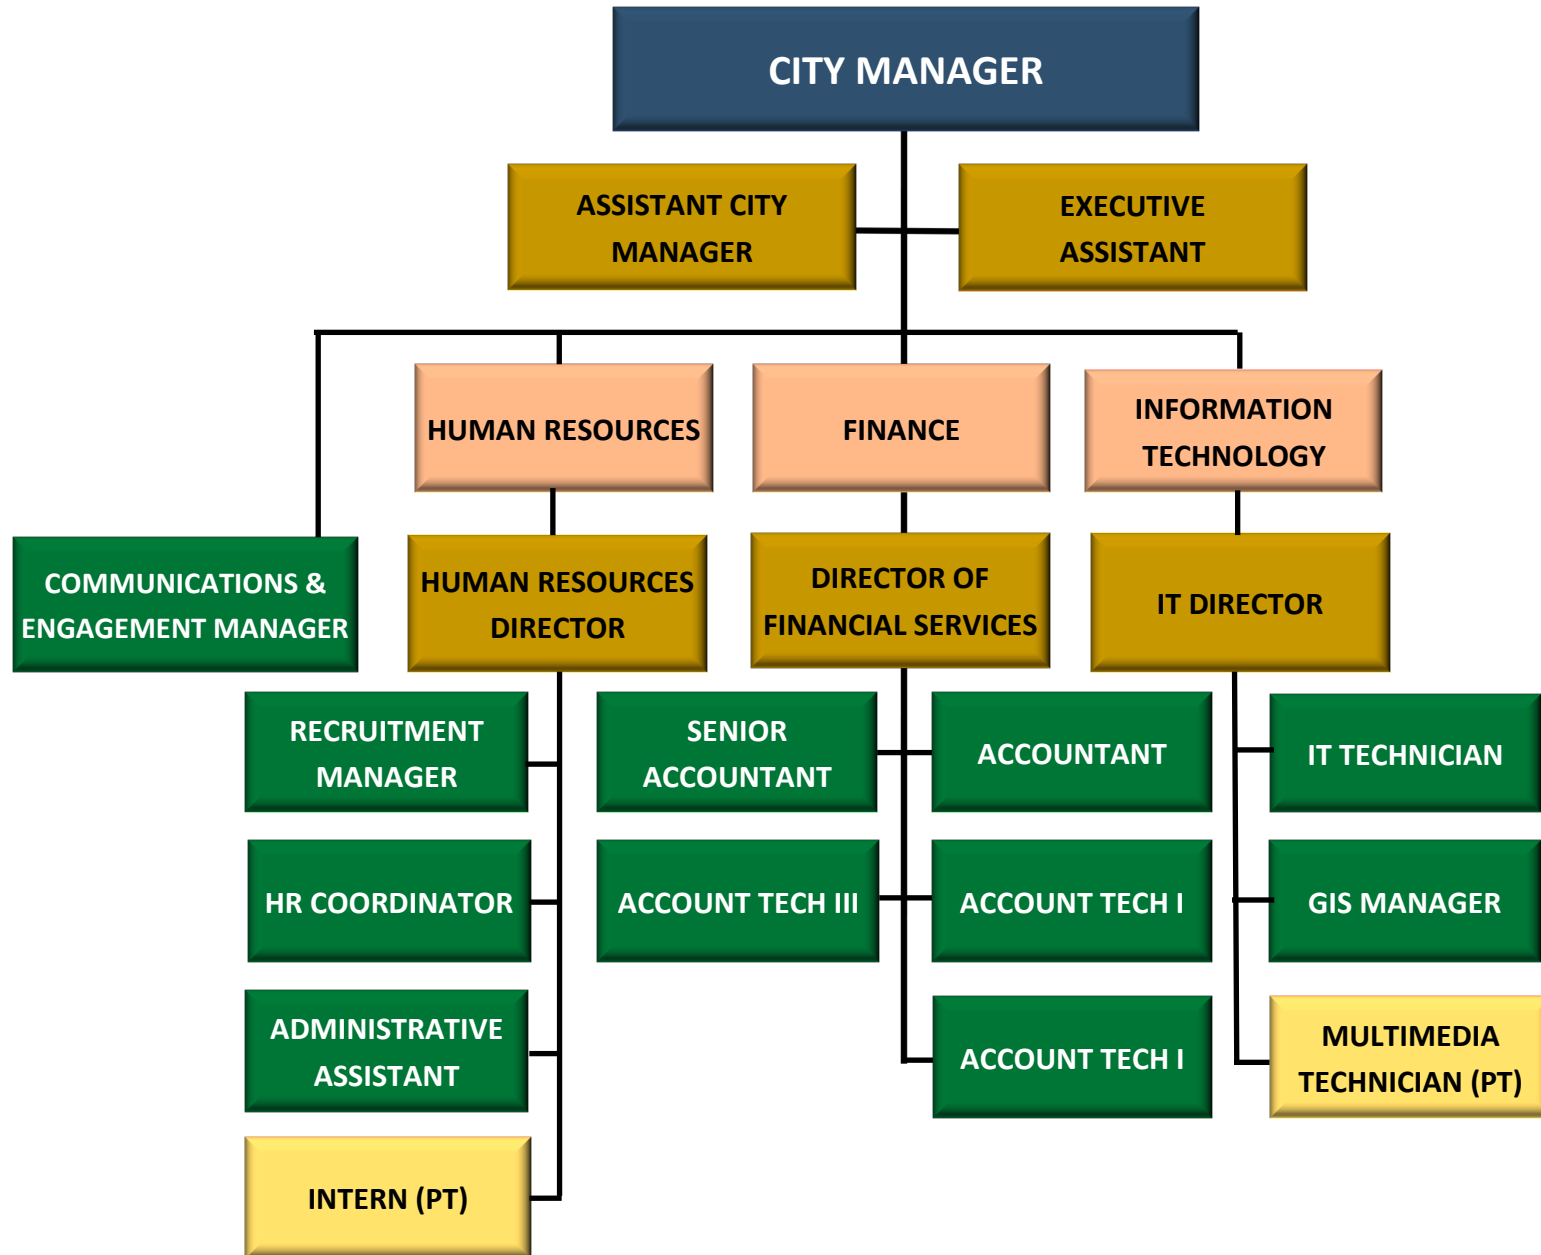 CITY MANAGER
ASSISTANT CITY
MANAGER
EXECUTIVE
ASSISTANT
HUMAN RESOURCES
FINANCE
INFORMATION
TECHNOLOGY
COMMUNICATIONS &
ENGAGEMENT MANAGER
HUMAN RESOURCES
DIRECTOR
DIRECTOR OF
FINANCIAL SERVICES
IT DIRECTOR
RECRUITMENT
MANAGER
SENIOR
ACCOUNTANT
ACCOUNTANT
IT TECHNICIAN
HR COORDINATOR
ACCOUNT TECH III
ACCOUNT TECH I
GIS MANAGER
ADMINISTRATIVE
ASSISTANT
ACCOUNT TECH I
MULTIMEDIA
TECHNICIAN (PT)
INTERN (PT)